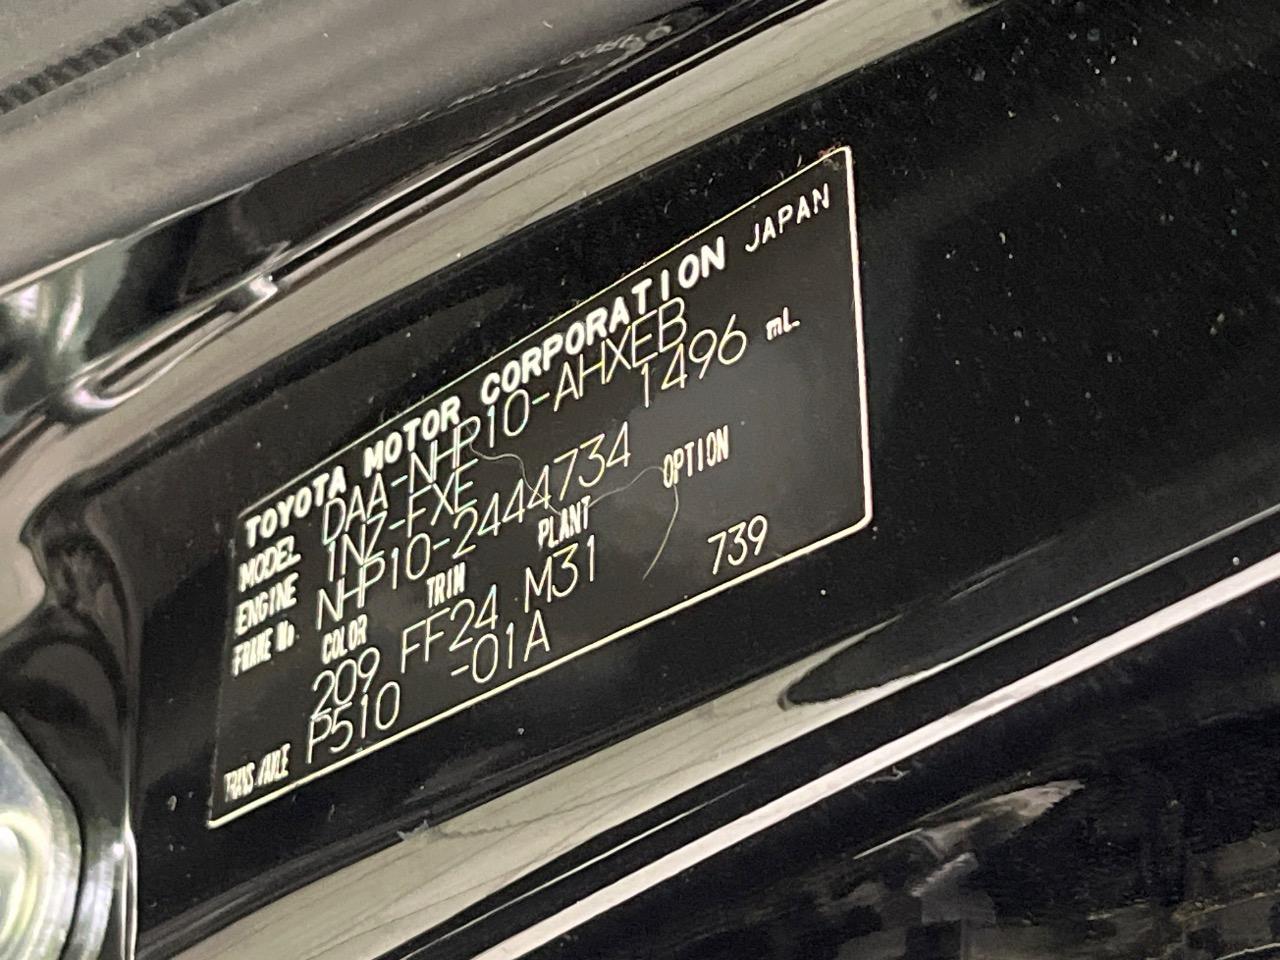 TOYOTA MOTOR CORPORATION JAPAN
MODEL DAA-NHP10-AHXEB
ENGINE 1NZ-FXE 1496 mL
FRAME No. NHP10-2444734
COLOR TRIM PLANT OPTION
209 FF24 M31 739
TRANS./AXLE P510 -01A